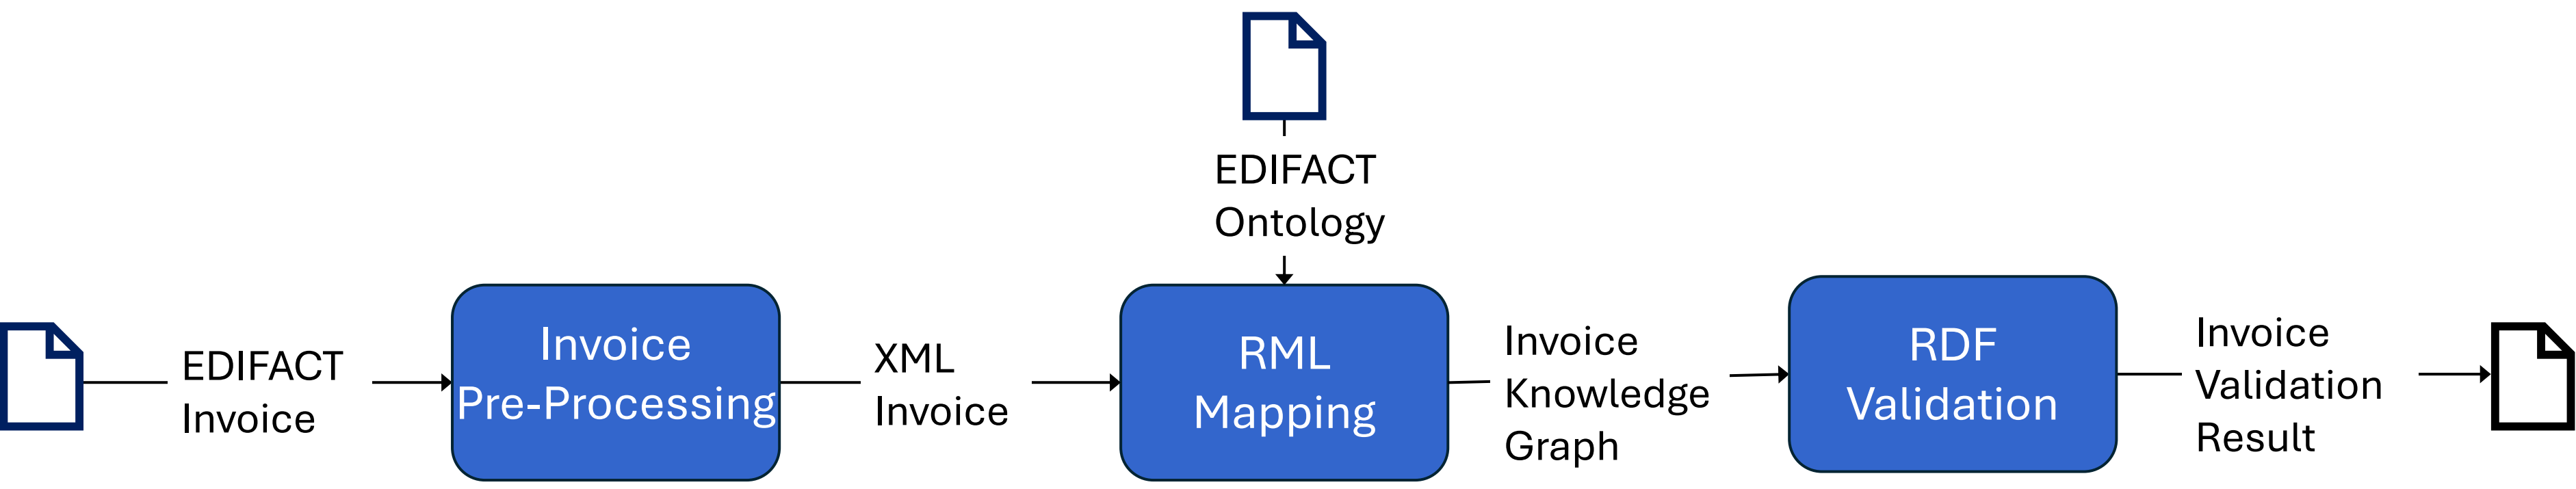 EDIFACT
Ontology
EDIFACT
Invoice
Invoice
Pre-Processing
XML
Invoice
RML
Mapping
Invoice
Knowledge
Graph
RDF
Validation
Invoice
Validation
Result